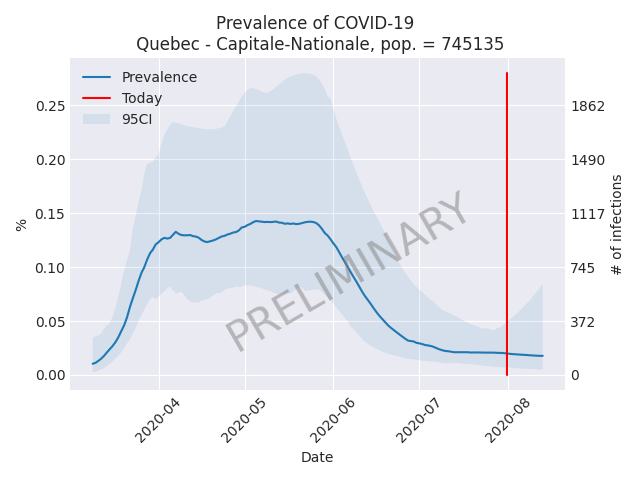 Prevalence of COVID-19
Quebec - Capitale-Nationale, pop. = 745135
Prevalence
Today
95CI
0.25
0.20
0.15
0.10
0.05
0.00
%
1862
1490
1117
745
372
0
# of infections
PRELIMINARY
2020-04
2020-05
2020-06
2020-07
2020-08
Date